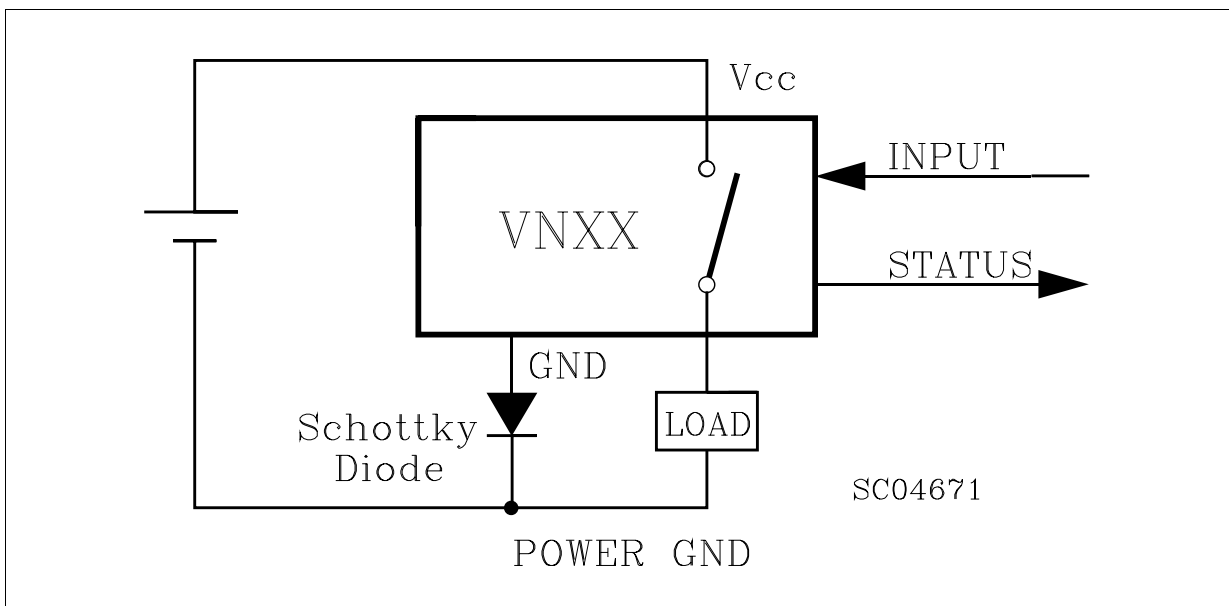 Vcc
INPUT
VNXX
STATUS
GND
Schottky
Diode
LOAD
SC04671
POWER GND